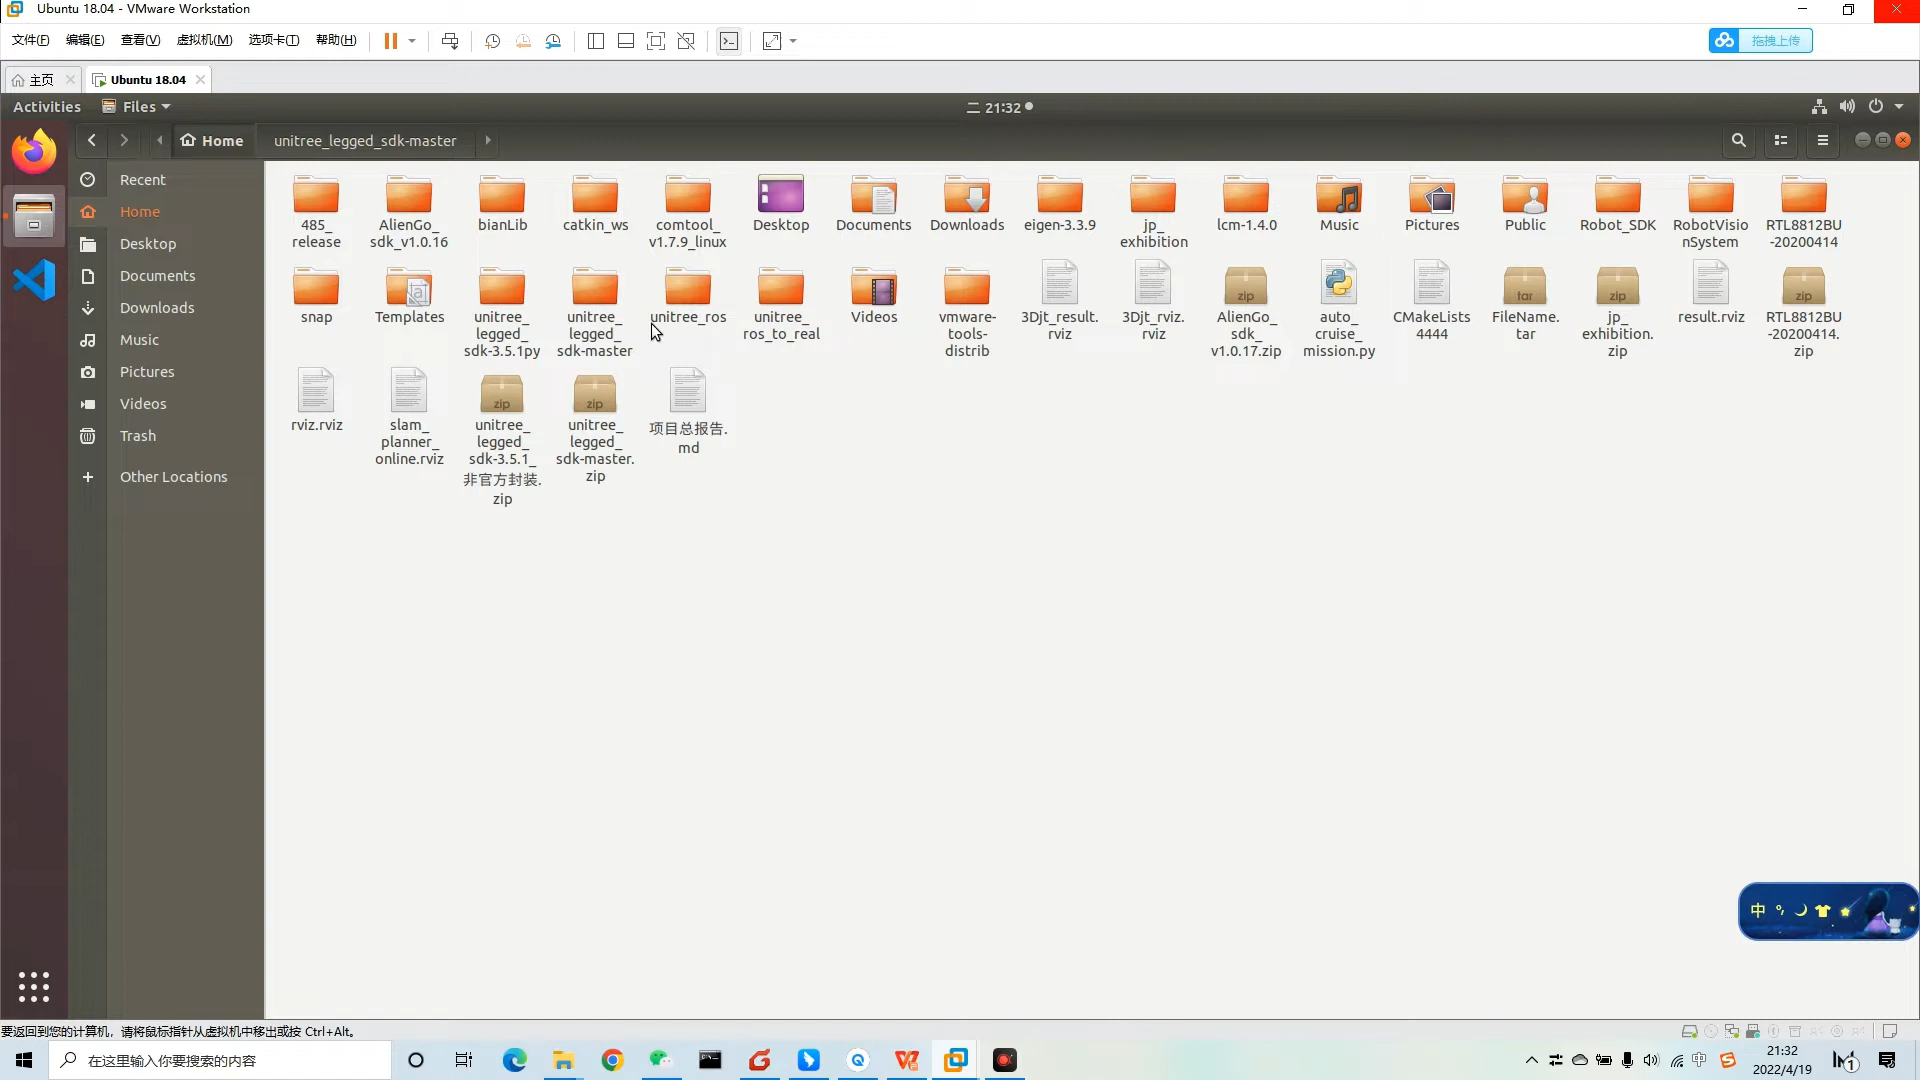 Ubuntu 18.04 - VMware Workstation
文件(F) 编辑(E) 查看(V) 虚拟机(M) 选项卡(T) 帮助(H)
拖拽上传
主页
Ubuntu 18.04
Activities
Files
二 21:32
Home
unitree_legged_sdk-master
Recent
Home
Desktop
Documents
Downloads
Music
Pictures
Videos
Trash
Other Locations
485_
release
AlienGo_
sdk_v1.0.16
bianLib
catkin_ws
comtool_
v1.7.9_linux
Desktop
Documents
Downloads
eigen-3.3.9
jp_
exhibition
lcm-1.4.0
Music
Pictures
Public
Robot_SDK
RobotVisio
nSystem
RTL8812BU
-20200414
snap
Templates
unitree_
legged_
sdk-3.5.1py
unitree_
legged_
sdk-master
unitree_ros
unitree_
ros_to_real
Videos
vmware-
tools-
distrib
3Djt_result.
rviz
3Djt_rviz.
rviz
zip
AlienGo_
sdk_
v1.0.17.zip
auto_
cruise_
mission.py
CMakeLists
4444
tar
FileName.
tar
zip
jp_
exhibition.
zip
result.rviz
zip
RTL8812BU
-20200414.
zip
rviz.rviz
slam_
planner_
online.rviz
zip
unitree_
legged_
sdk-3.5.1_
非官方封装.
zip
zip
unitree_
legged_
sdk-master.
zip
项目总报告.
md
中
要返回到您的计算机，请将鼠标指针从虚拟机中移出或按 Ctrl+Alt。
在这里输入你要搜索的内容
中
21:32
2022/4/19
1